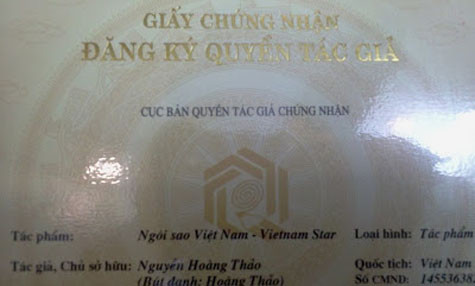 GIẤY CHỨNG NHẬN
ĐĂNG KÝ QUYỀN TÁC GIẢ
CỤC BẢN QUYỀN TÁC GIẢ CHỨNG NHẬN
Tác phẩm: Ngôi sao Việt Nam - Vietnam Star Loại hình: Tác phẩm
Tác giả, Chủ sở hữu: Nguyễn Hoàng Thảo Quốc tịch: Việt Nam
(Bút danh: Hoàng Thảo) Số CMND: 14553638